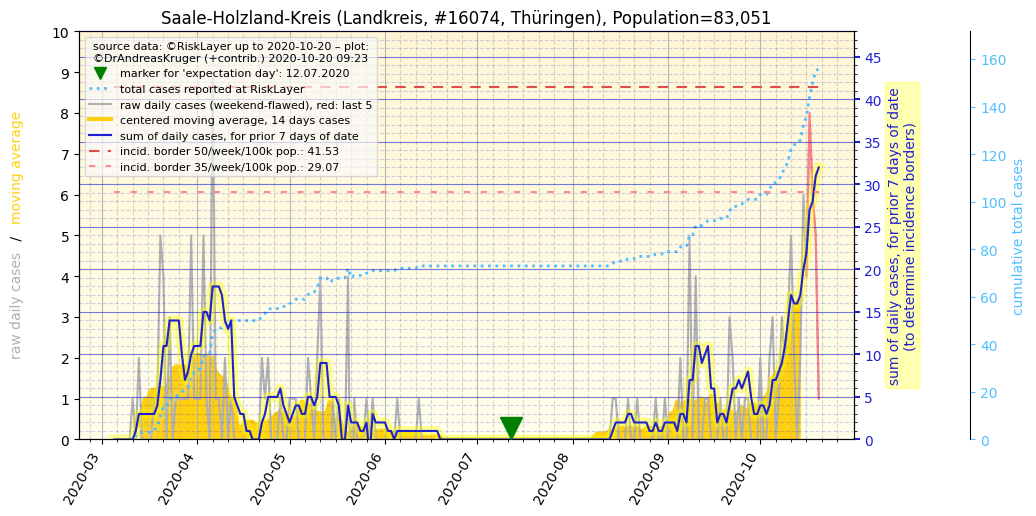 Saale-Holzland-Kreis (Landkreis, #16074, Thüringen), Population=83,051
source data: ©RiskLayer up to 2020-10-20 – plot:
©DrAndreasKruger (+contrib.) 2020-10-20 09:23
marker for 'expectation day': 12.07.2020
total cases reported at RiskLayer
raw daily cases (weekend-flawed), red: last 5
centered moving average, 14 days cases
sum of daily cases, for prior 7 days of date
incid. border 50/week/100k pop.: 41.53
incid. border 35/week/100k pop.: 29.07
raw daily cases / moving average
10
9
8
7
6
5
4
3
2
1
0
2020-03
2020-04
2020-05
2020-06
2020-07
2020-08
2020-09
2020-10
45
40
35
30
25
20
15
10
5
0
sum of daily cases, for prior 7 days of date
(to determine incidence borders)
160
140
120
100
80
60
40
20
0
cumulative total cases